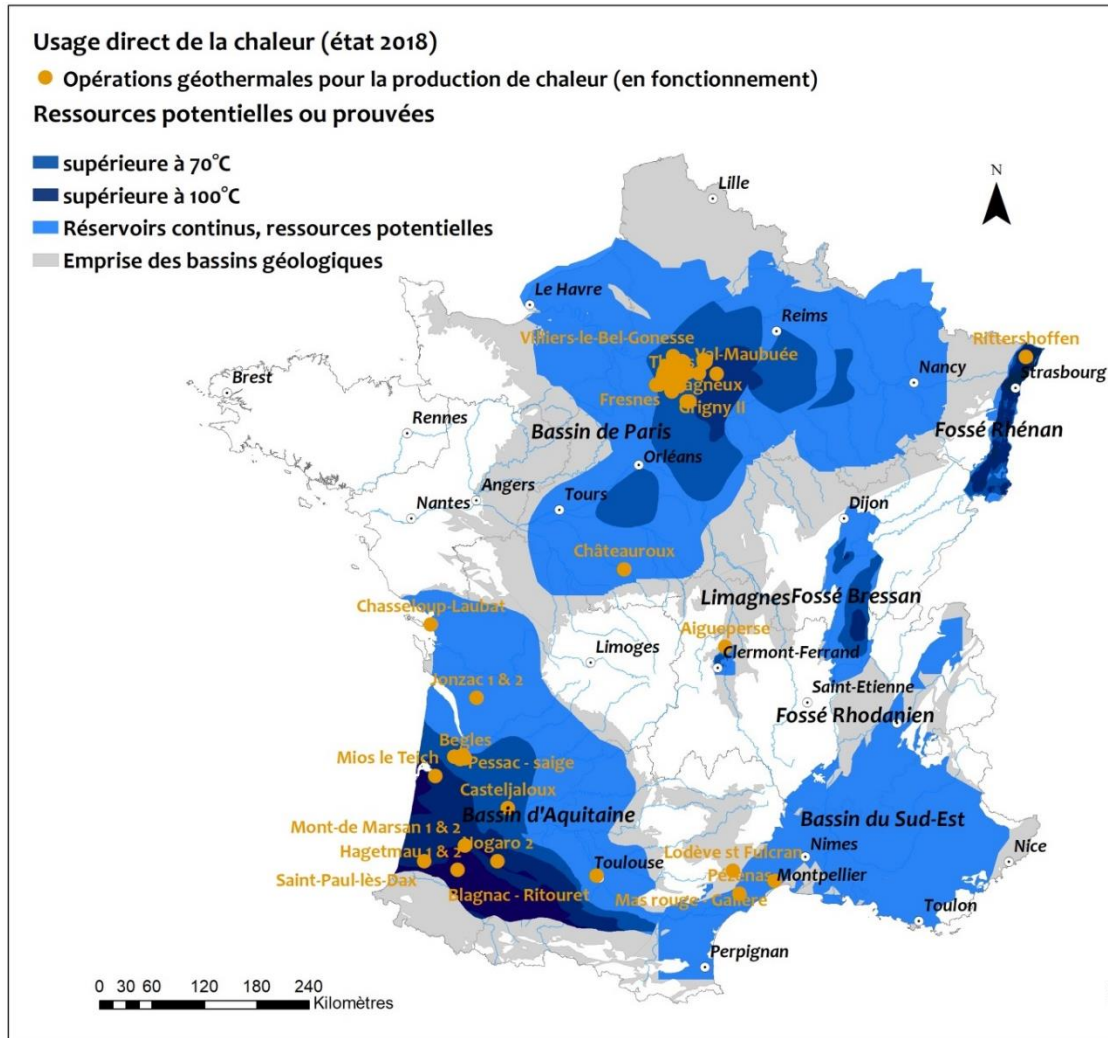 Usage direct de la chaleur (état 2018)
Opérations géothermales pour la production de chaleur (en fonctionnement)
Ressources potentielles ou prouvées
supérieure à 70°C
supérieure à 100°C
Réservoirs continus, ressources potentielles
Emprise des bassins géologiques
N
Lille
Le Havre
Reims
Villiers-le-Bel-Gonesse
Val-Maubuée
Rittershoffen
Nancy
Strasbourg
Brest
Fresnes
Grigny II
Rennes
Bassin de Paris
Fossé Rhénan
Orléans
Angers
Nantes
Tours
Dijon
Châteauroux
Chasseloup-Laubat
Limagnes
Fossé Bressan
Aigueperse
Limoges
Clermont-Ferrand
Jonzac 1 & 2
Saint-Etienne
Fossé Rhodanien
Begles
Mios le Teich
Pessac - saige
Casteljaloux
Bassin d'Aquitaine
Bassin du Sud-Est
Mont-de Marsan 1 & 2
Nogaro 2
Hagetmau 1 & 2
Toulouse
Lodève st Fulcran
Nimes
Nice
Saint-Paul-lès-Dax
Blagnac - Ritouret
Pézenas
Montpellier
Mas rouge - Galiere
Toulon
Perpignan
0 30 60 120 180 240
Kilomètres